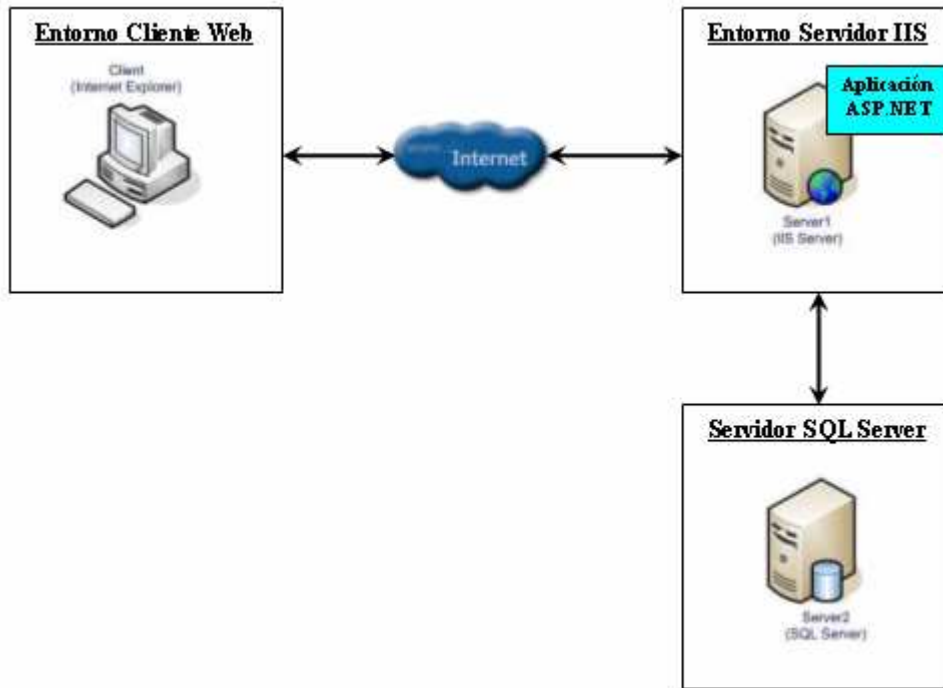 Entorno Cliente Web
Client
(Internet Explorer)
Internet
Entorno Servidor IIS
Aplicación
ASP.NET
Server1
(IIS Server)
Servidor SQL Server
Server2
(SQL Server)